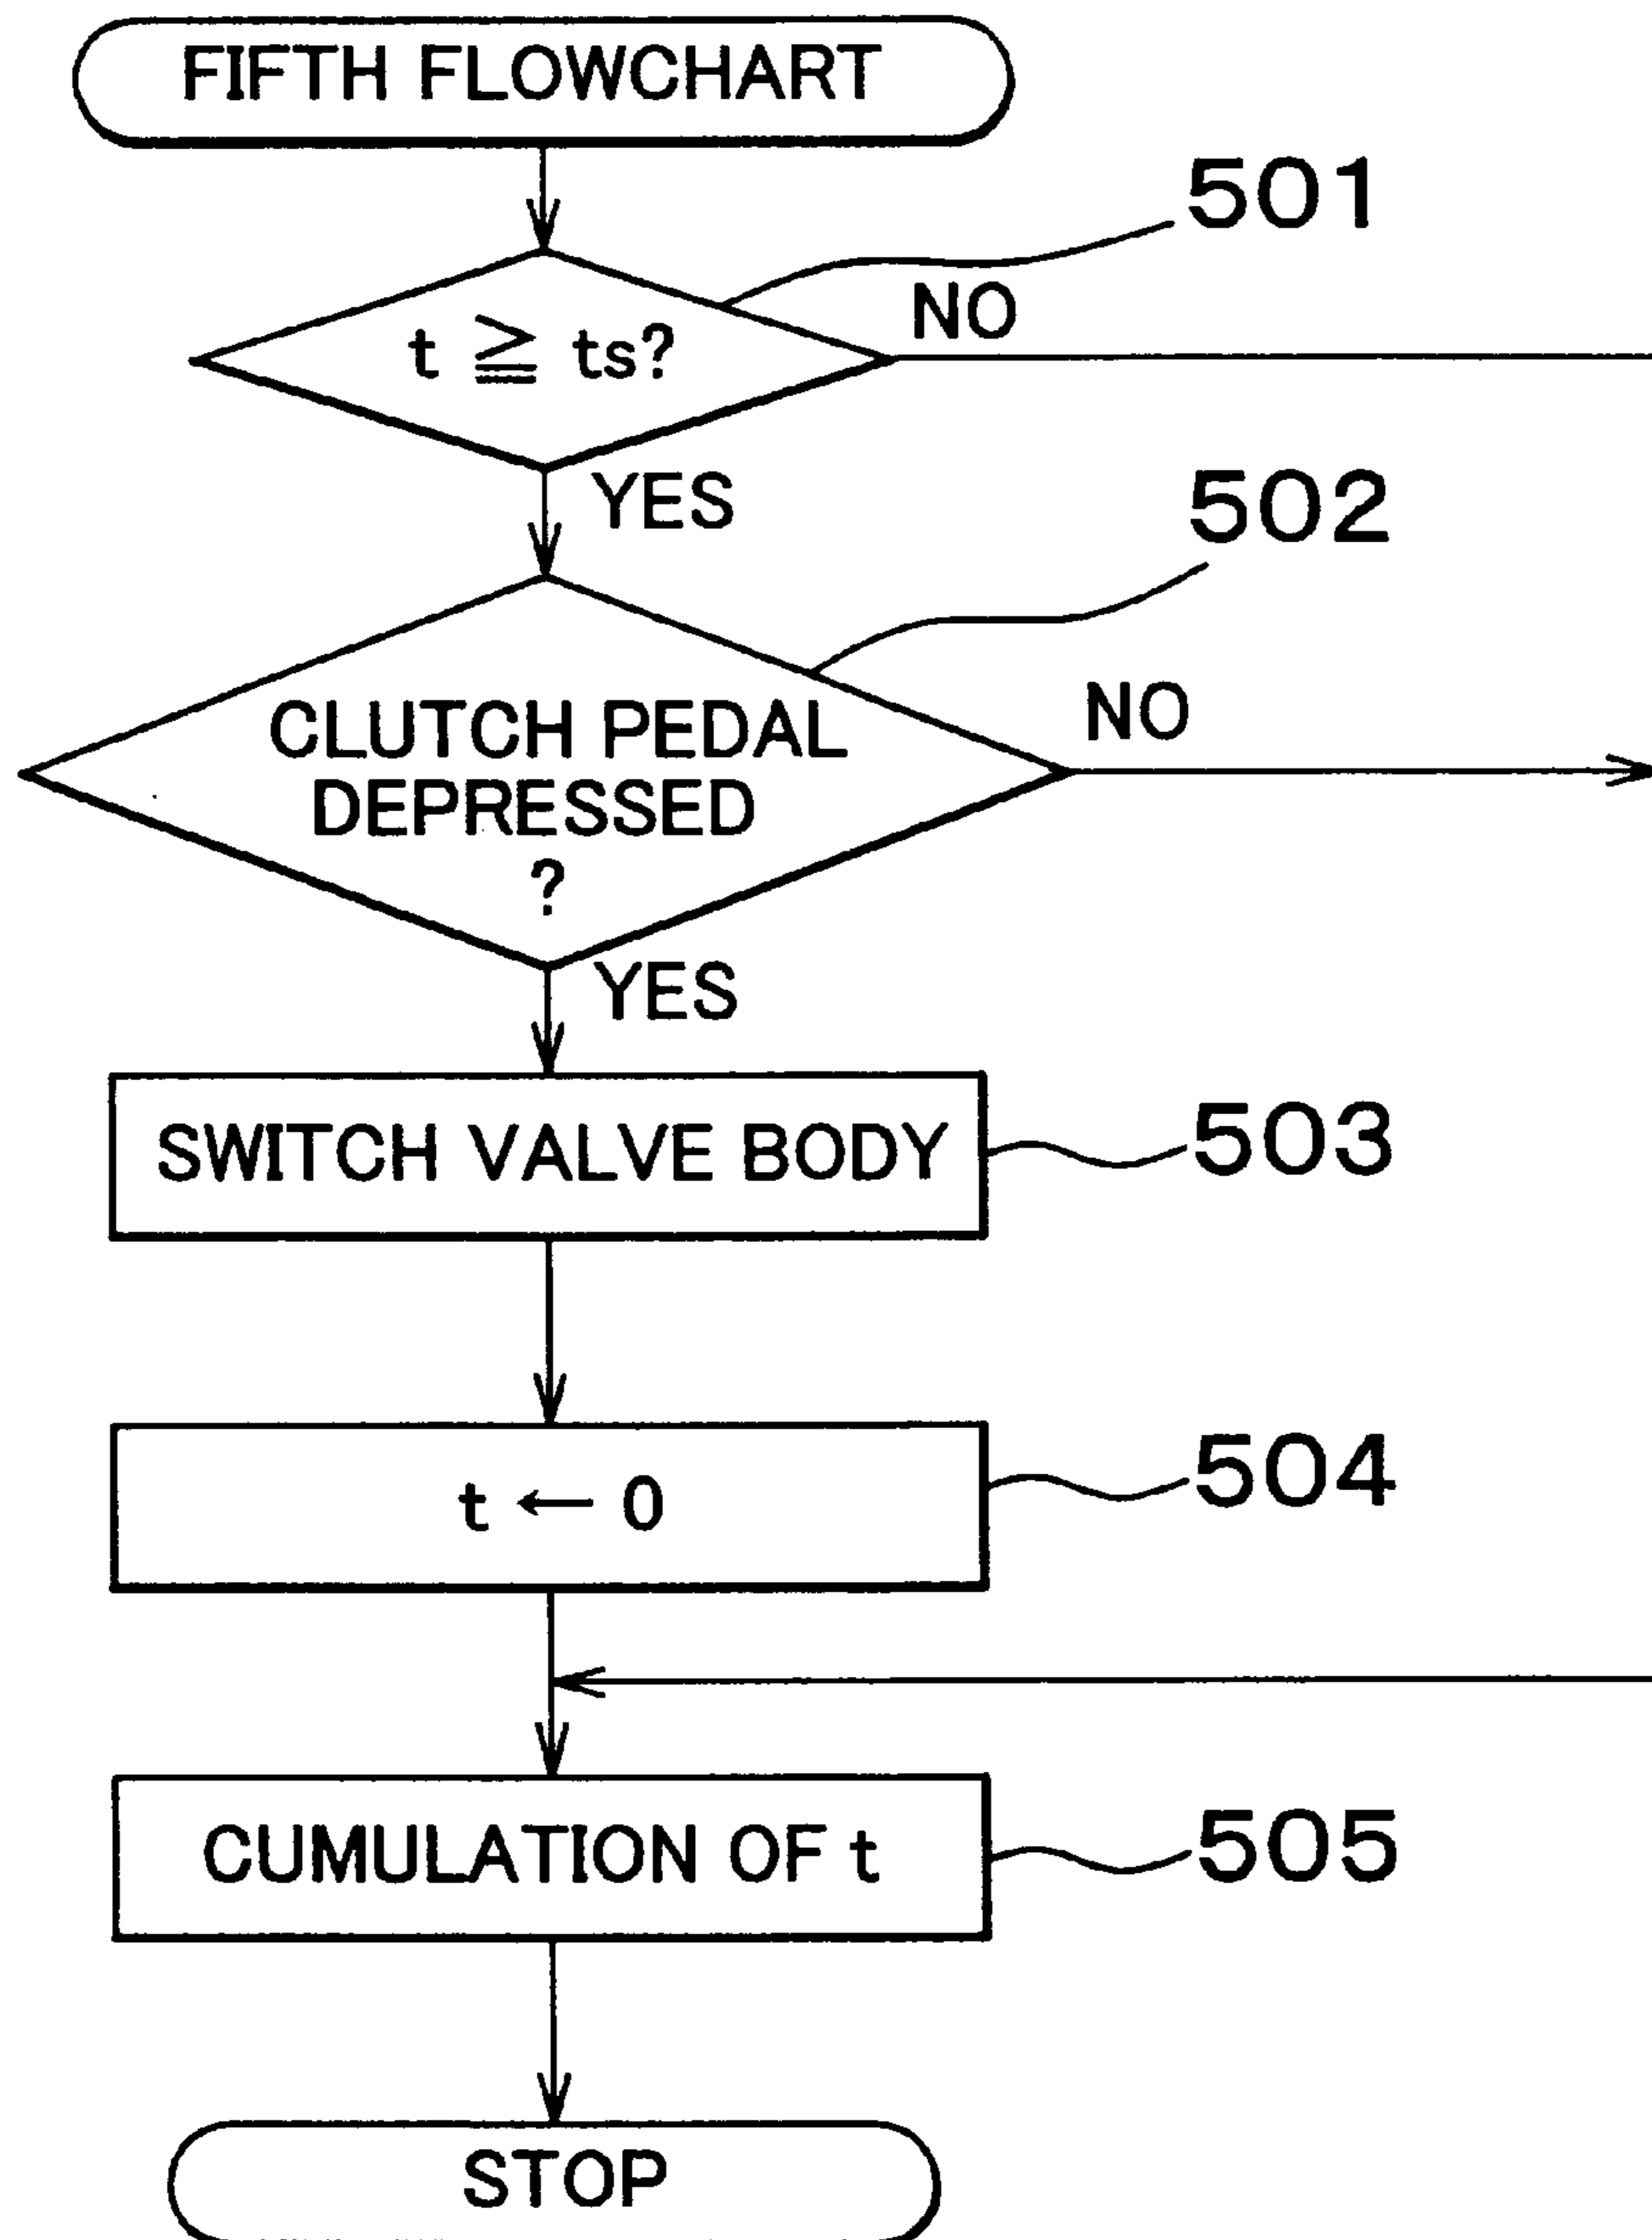 FIFTH FLOWCHART
501
t ≧ ts?
NO
YES
502
CLUTCH PEDAL
DEPRESSED
?
NO
YES
SWITCH VALVE BODY
503
t ← 0
504
CUMULATION OF t
505
STOP